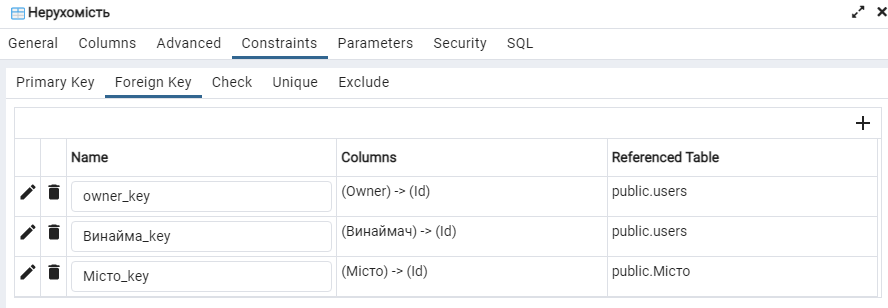 Нерухомість
General Columns Advanced Constraints Parameters Security SQL
Primary Key Foreign Key Check Unique Exclude
Name Columns Referenced Table
owner_key (Owner) -> (Id) public.users
Винайма_key (Винаймач) -> (Id) public.users
Місто_key (Місто) -> (Id) public.Місто